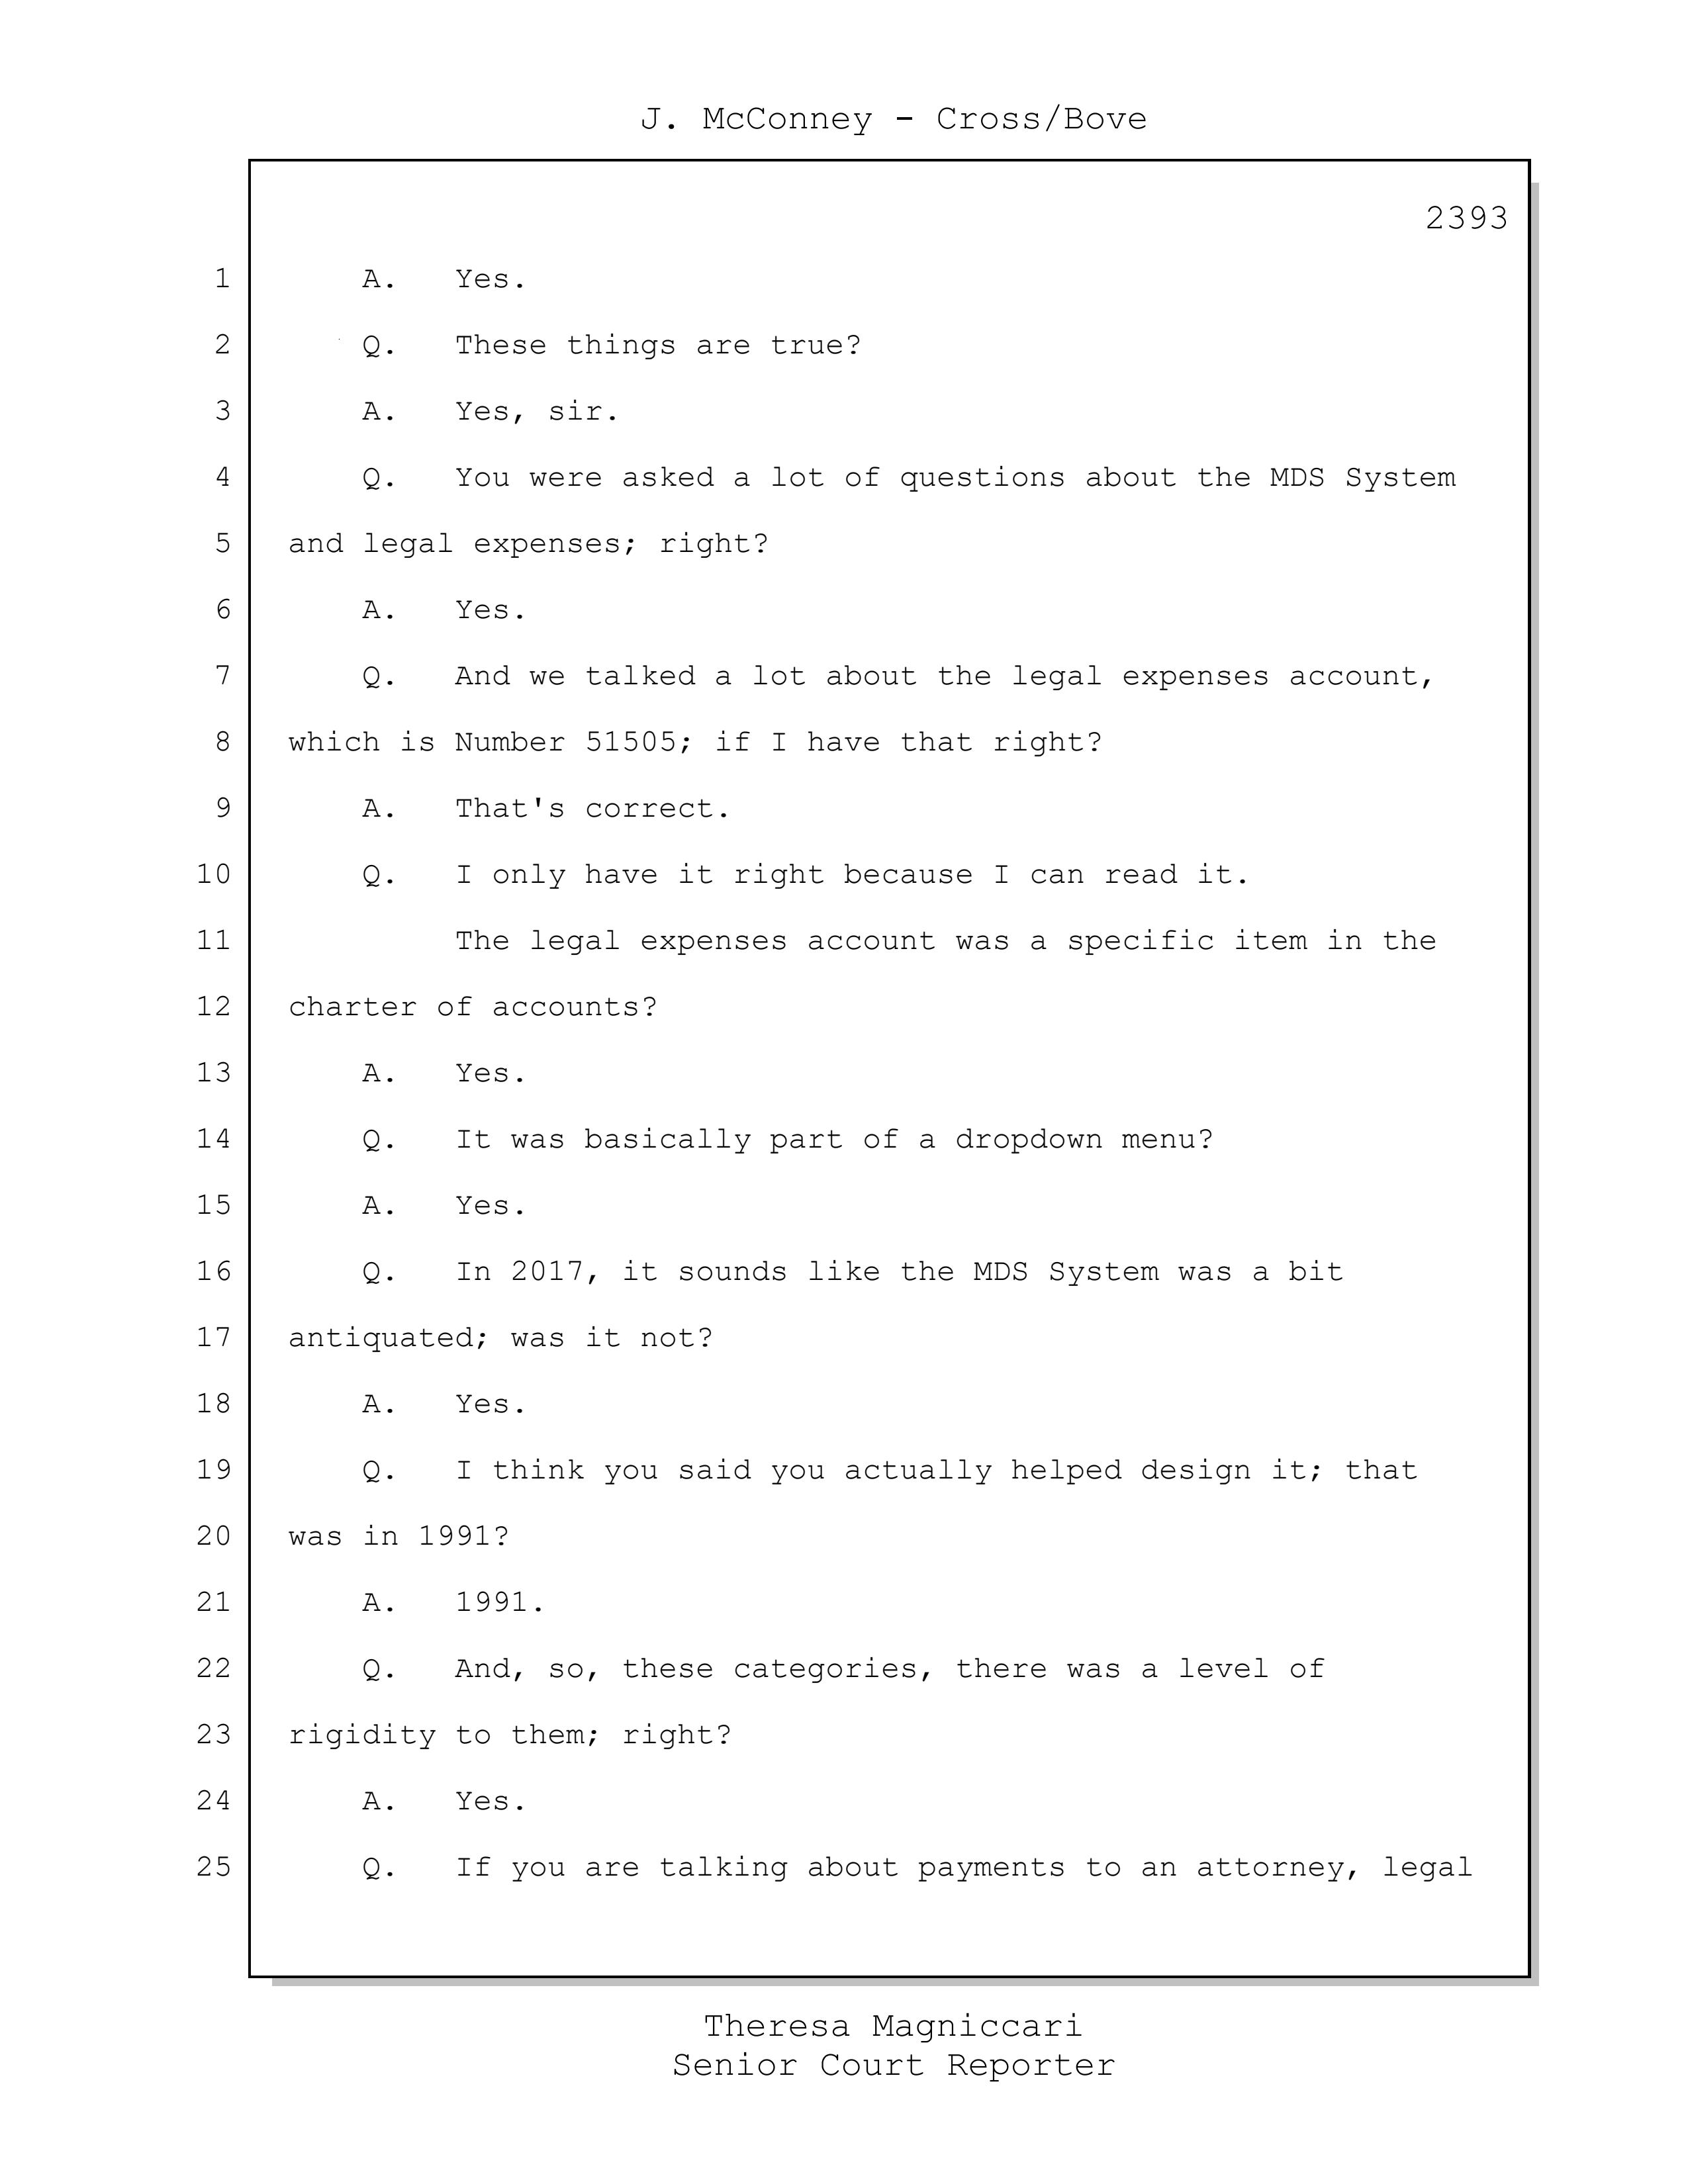 J. McConney - Cross/Bove
2393
1 A. Yes.
2 Q. These things are true?
3 A. Yes, sir.
4 Q. You were asked a lot of questions about the MDS System
5 and legal expenses; right?
6 A. Yes.
7 Q. And we talked a lot about the legal expenses account,
8 which is Number 51505; if I have that right?
9 A. That's correct.
10 Q. I only have it right because I can read it.
11 The legal expenses account was a specific item in the
12 charter of accounts?
13 A. Yes.
14 Q. It was basically part of a dropdown menu?
15 A. Yes.
16 Q. In 2017, it sounds like the MDS System was a bit
17 antiquated; was it not?
18 A. Yes.
19 Q. I think you said you actually helped design it; that
20 was in 1991?
21 A. 1991.
22 Q. And, so, these categories, there was a level of
23 rigidity to them; right?
24 A. Yes.
25 Q. If you are talking about payments to an attorney, legal
Theresa Magniccari
Senior Court Reporter